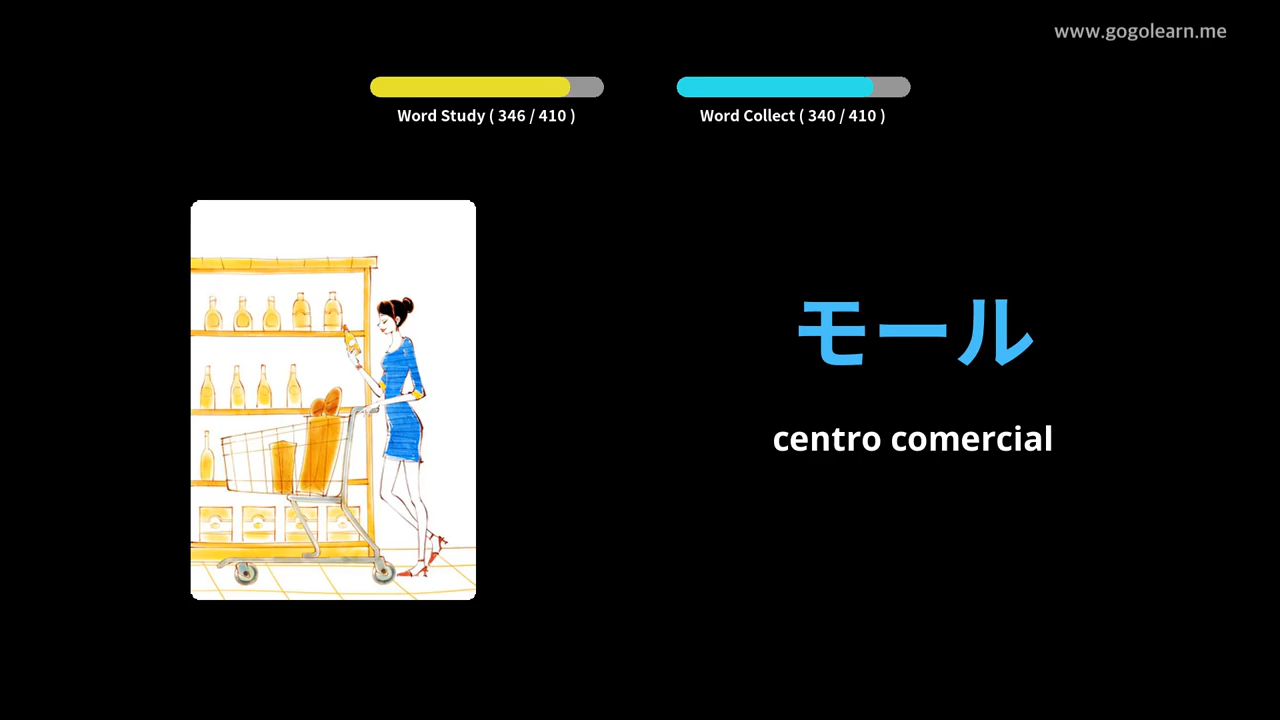 www.gogolearn.me
Word Study ( 346 / 410 )
Word Collect ( 340 / 410 )
モール
centro comercial